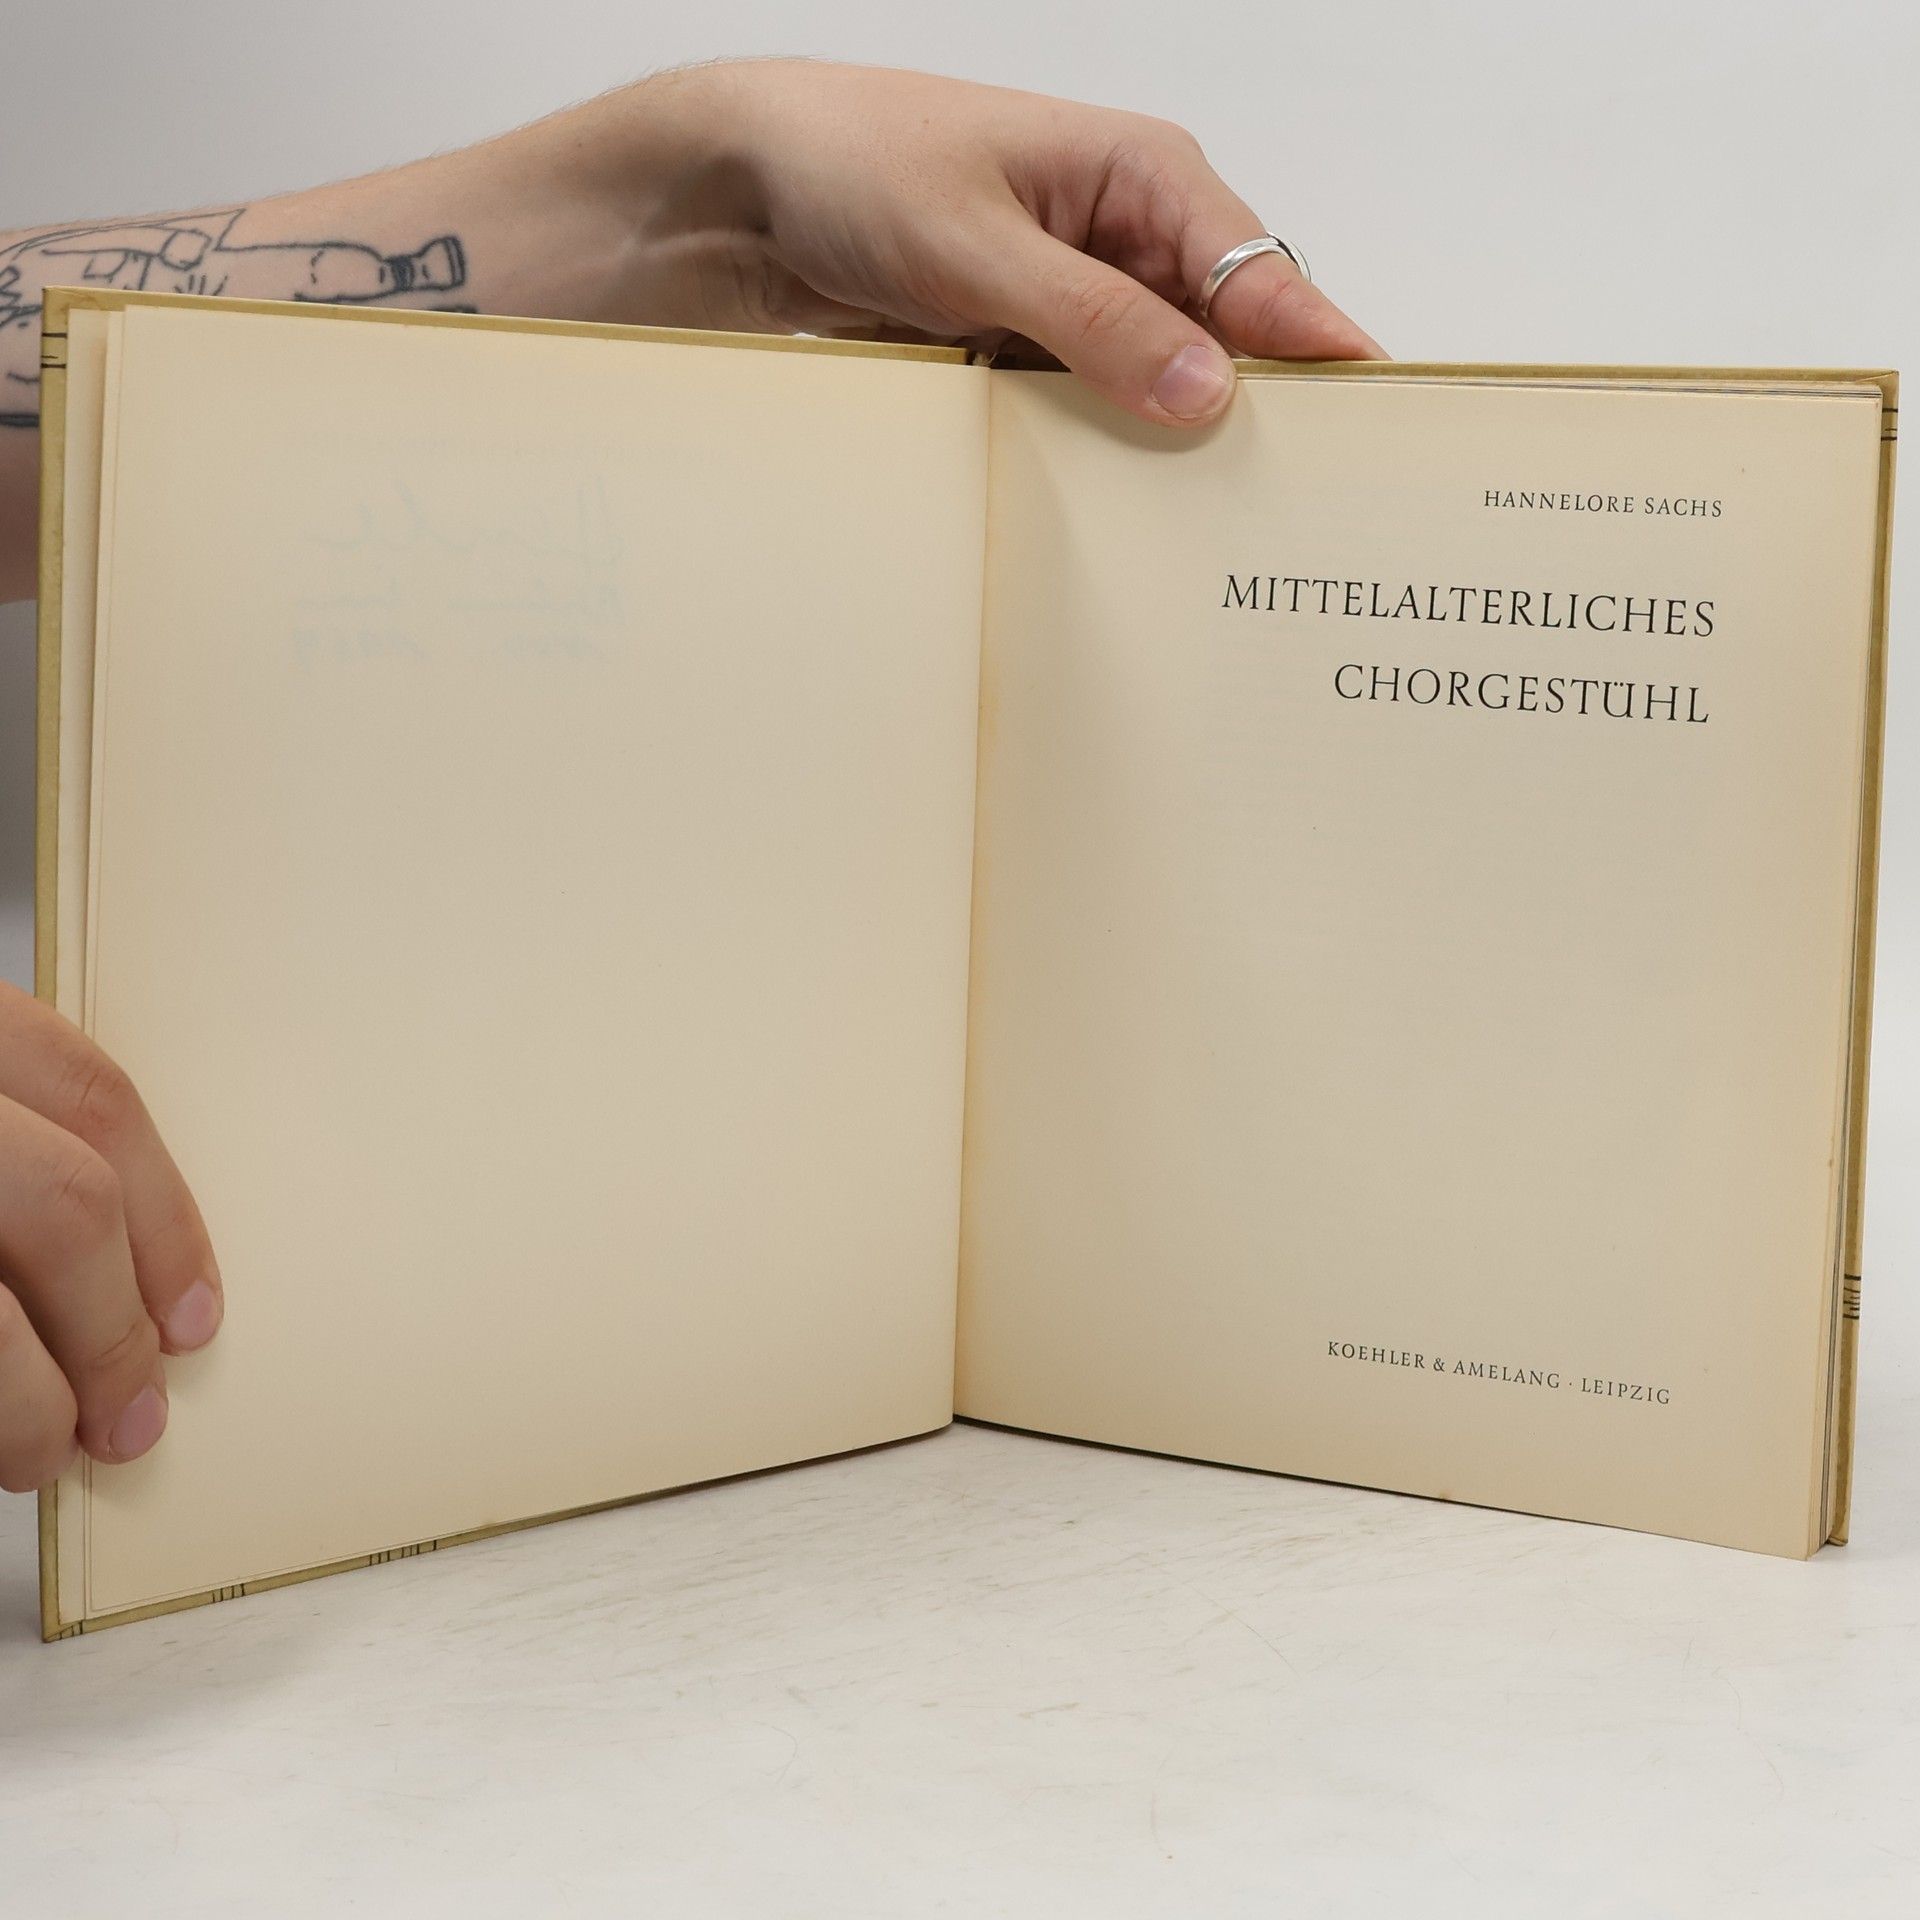 HANNELORE SACHS
MITTELALTERLICHES
CHORGESTÜHL
KOEHLER & AMELANG · LEIPZIG